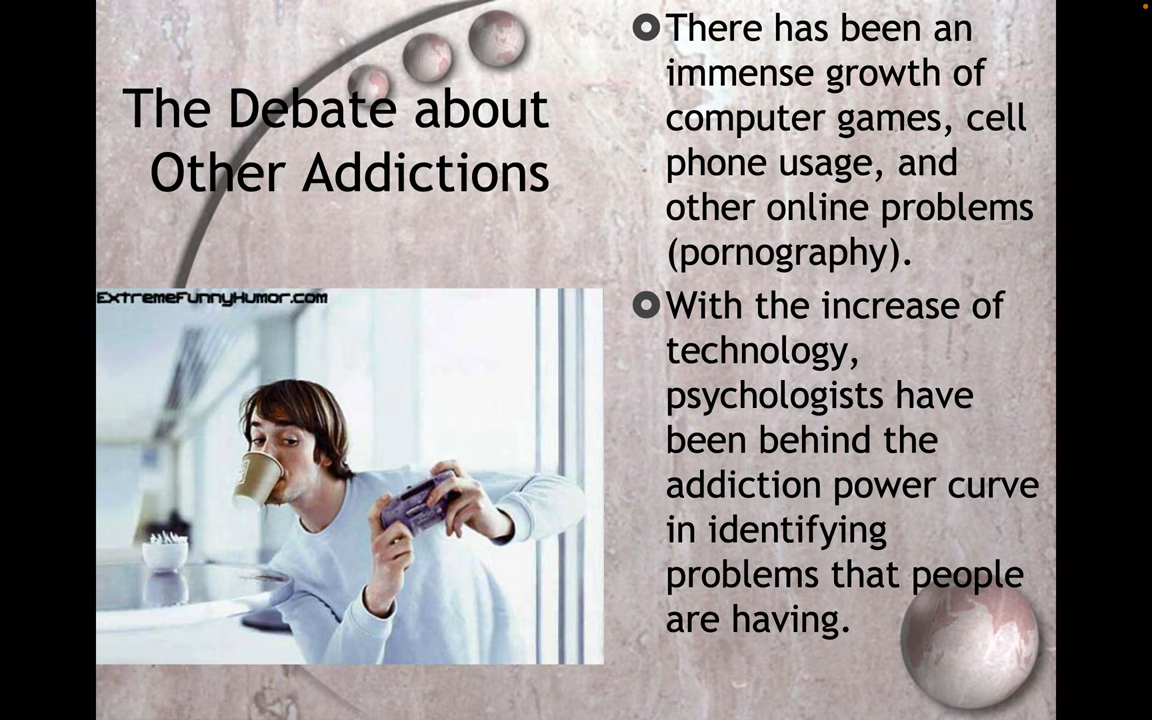 The Debate about
Other Addictions
ExtremeFunnyHumor.com
There has been an
immense growth of
computer games, cell
phone usage, and
other online problems
(pornography).
With the increase of
technology,
psychologists have
been behind the
addiction power curve
in identifying
problems that people
are having.